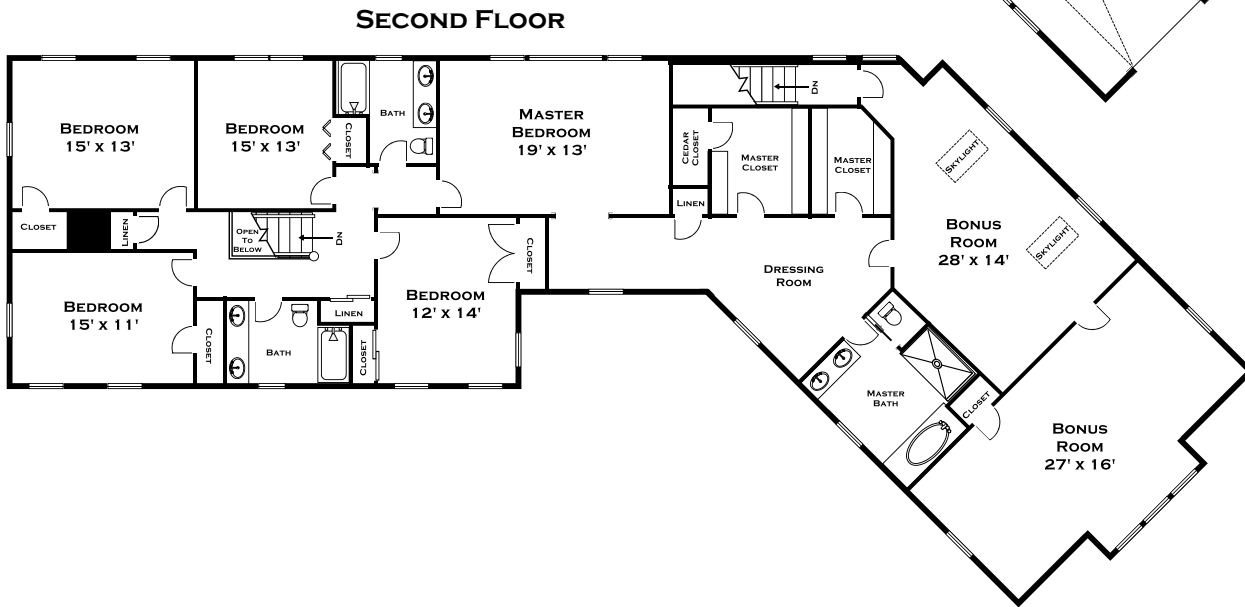 SECOND FLOOR
BEDROOM
15' X 13'
BEDROOM
15' X 13'
CLOSET
BATH
MASTER
BEDROOM
19' X 13'
DN
CEDAR
CLOSET
MASTER
CLOSET
MASTER
CLOSET
SKYLIGHT
SKYLIGHT
BONUS
ROOM
28' X 14'
CLOSET
LINEN
OPEN
TO
BELOW
DN
LINEN
CLOSET
DRESSING
ROOM
BEDROOM
15' X 11'
CLOSET
BATH
LINEN
CLOSET
BEDROOM
12' X 14'
MASTER
BATH
CLOSET
BONUS
ROOM
27' X 16'